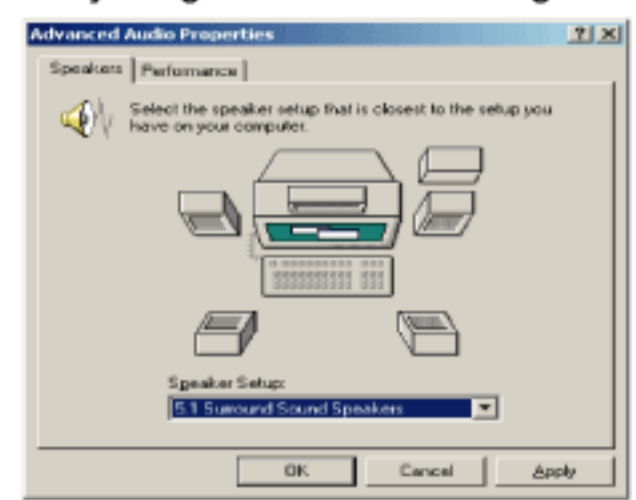 Advanced Audio Properties
Speakers
Performance
Select the speaker setup that is closest to the setup you
have on your computer.
Speaker Setup:
5.1 Surround Sound Speakers
OK
Cancel
Apply